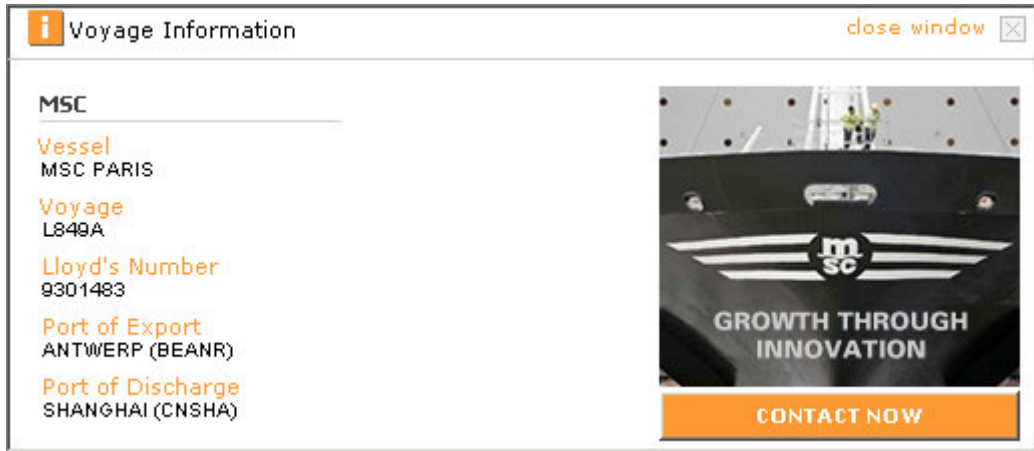 i Voyage Information
close window
MSC
Vessel
MSC PARIS
Voyage
L849A
Lloyd's Number
9301483
Port of Export
ANTWERP (BEANR)
Port of Discharge
SHANGHAI (CNSHA)
m
sc
GROWTH THROUGH
INNOVATION
CONTACT NOW